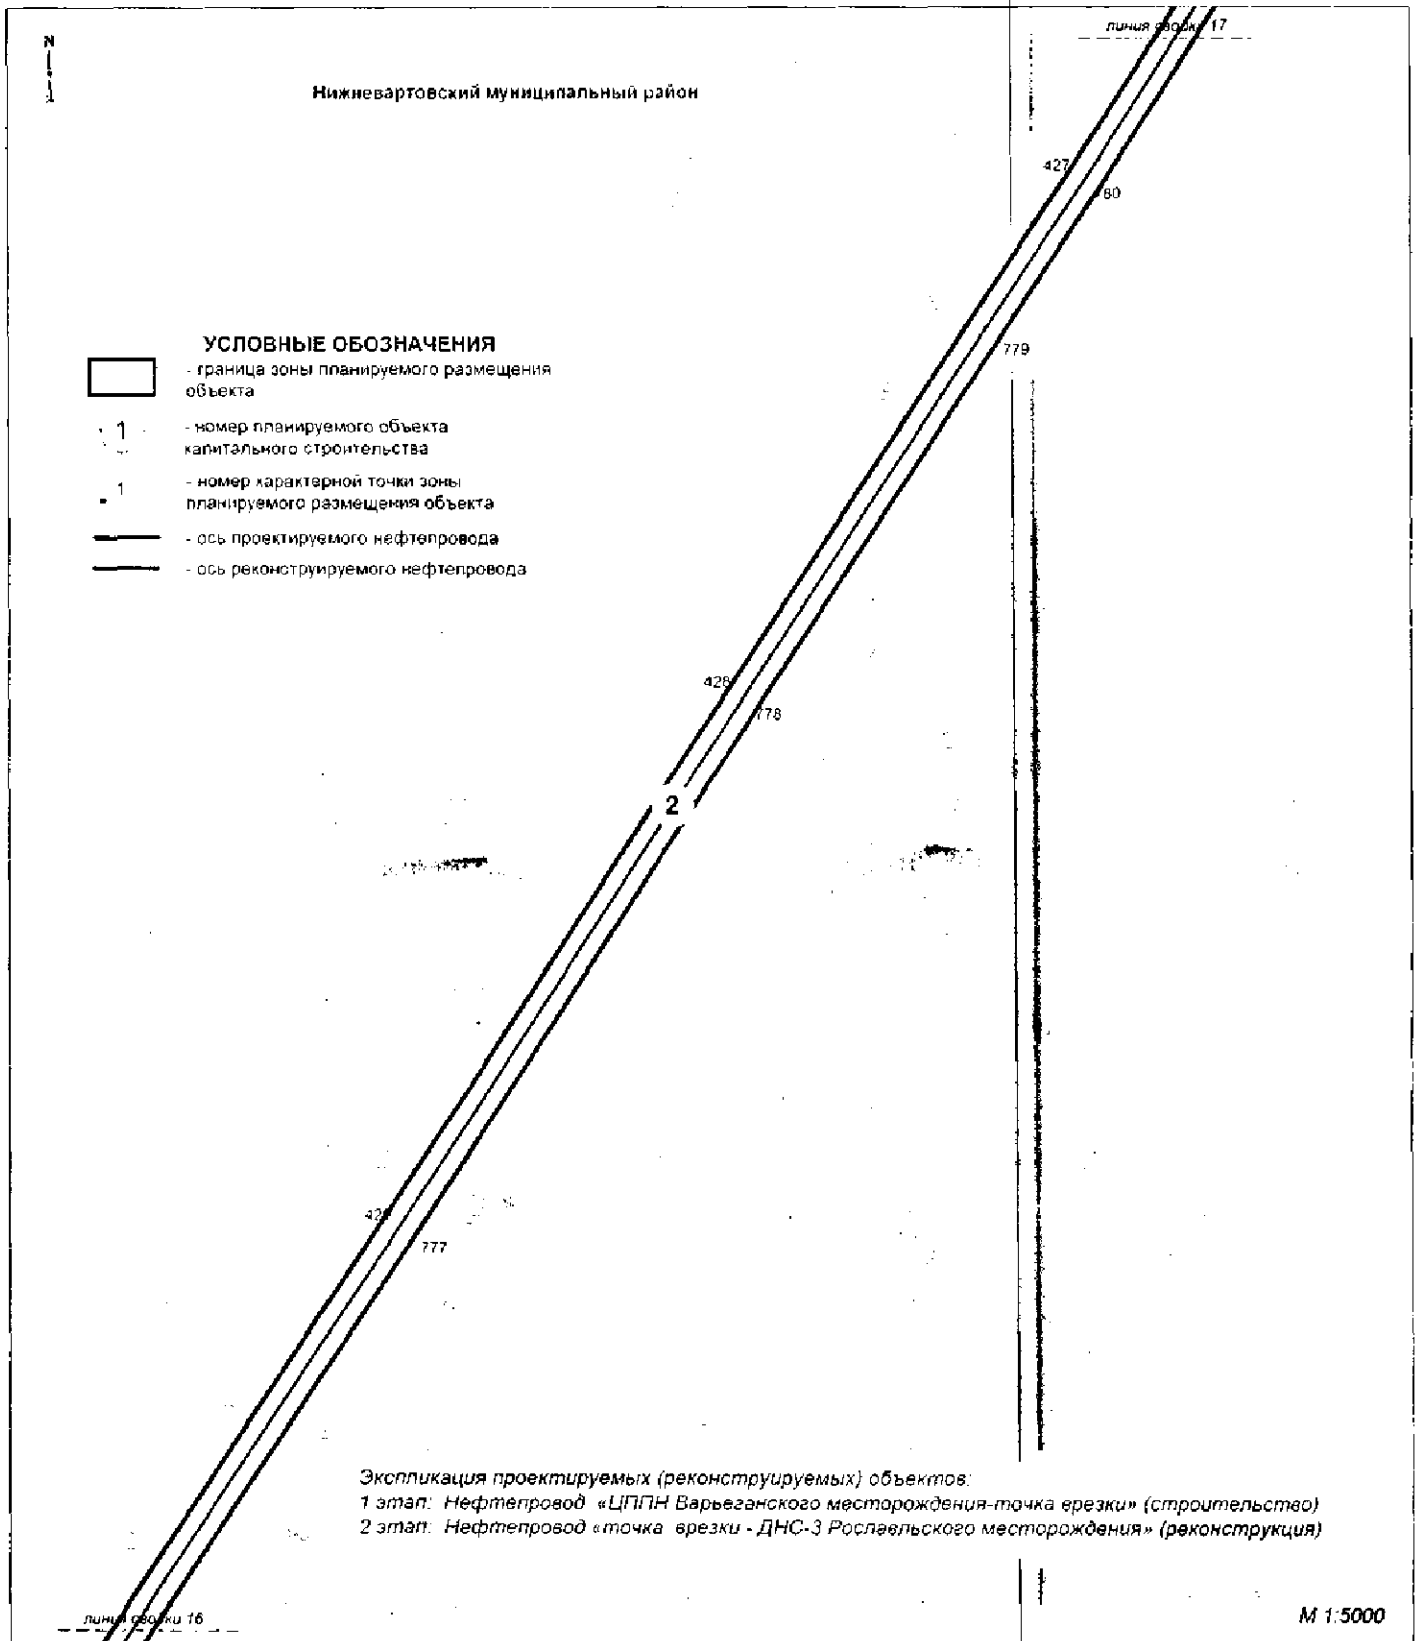 N
линия сводки 17
Нижневартовский муниципальный район
427
780
779
УСЛОВНЫЕ ОБОЗНАЧЕНИЯ
- граница зоны планируемого размещения
объекта
1 - номер планируемого объекта
капитального строительства
1 - номер характерной точки зоны
планируемого размещения объекта
- ось проектируемого нефтепровода
- ось реконструируемого нефтепровода
428
778
2
429
777
Экспликация проектируемых (реконструируемых) объектов:
1 этап: Нефтепровод «ЦППН Варьеганского месторождения-точка врезки» (строительство)
2 этап: Нефтепровод «точка врезки - ДНС-3 Рославльского месторождения» (реконструкция)
линия сводки 16
М 1:5000